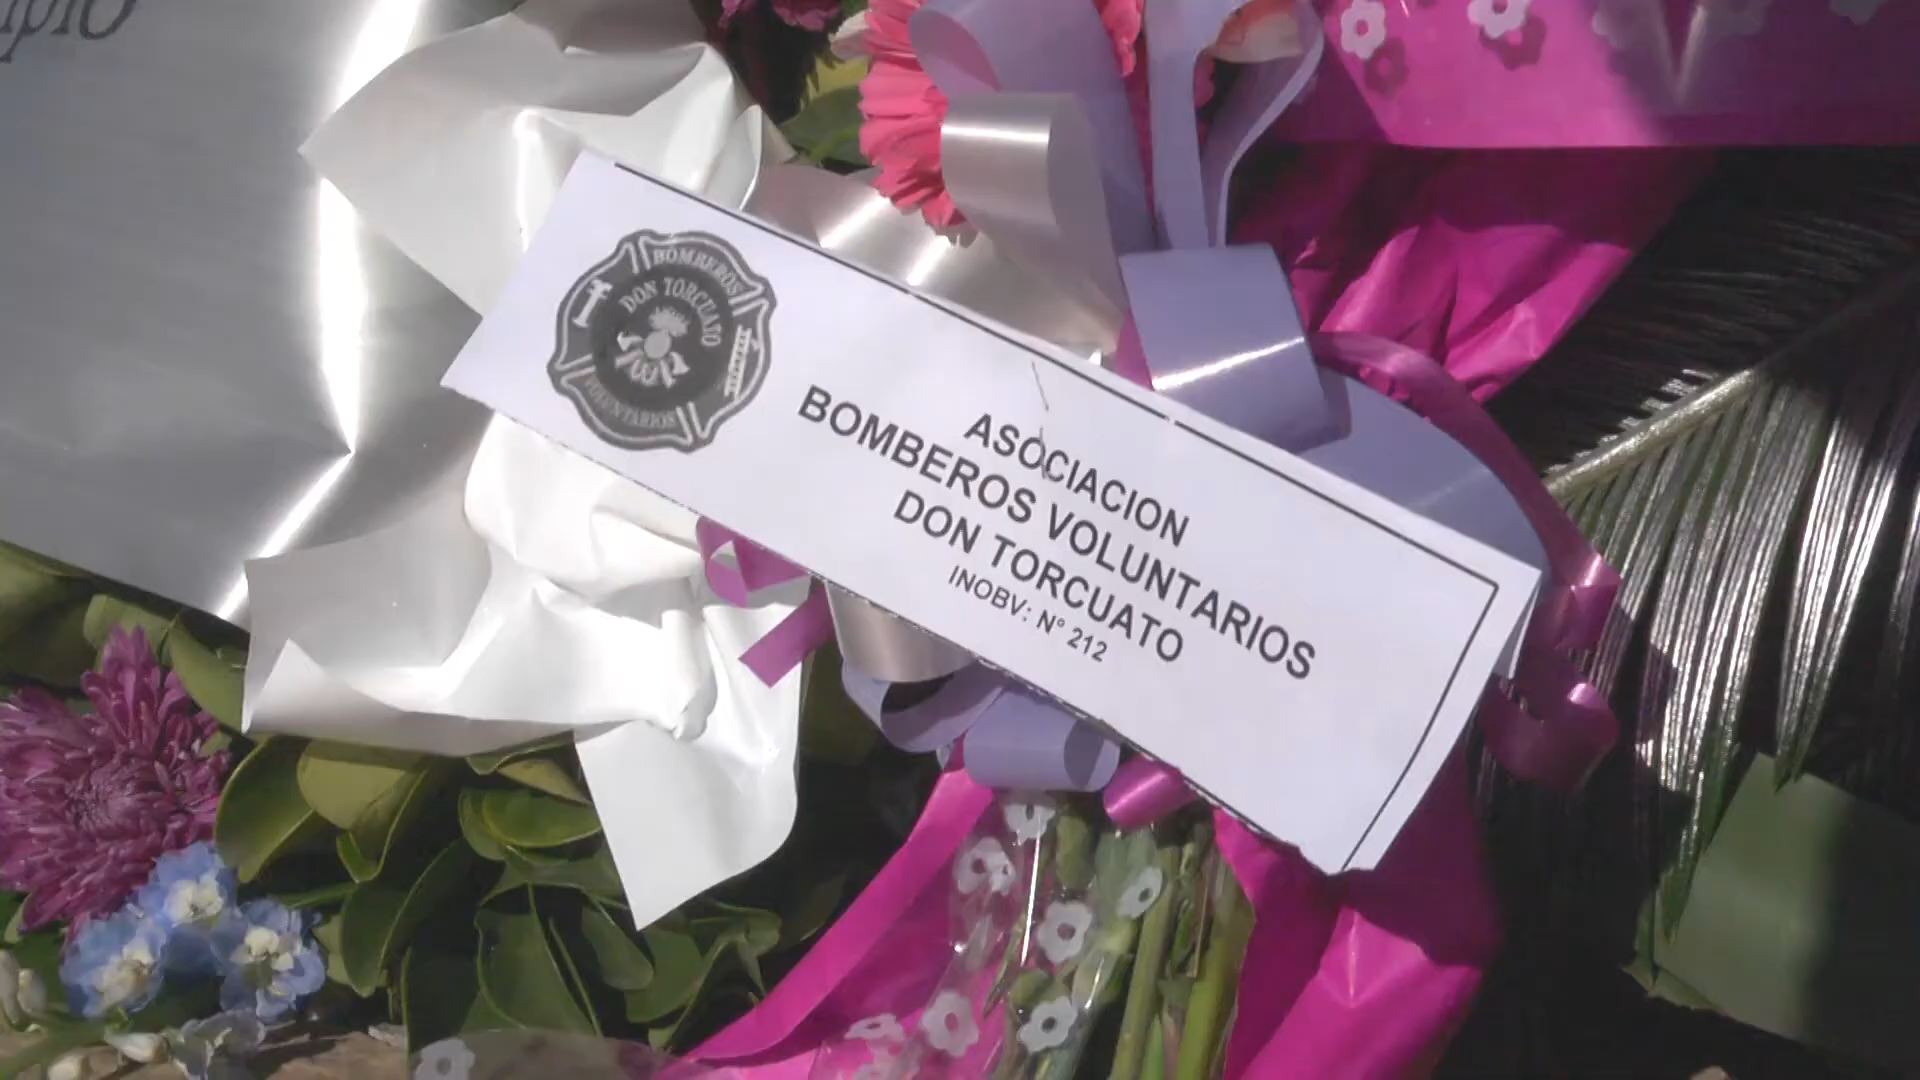 BOMBEROS
DON TORCUATO
VOLUNTARIOS
ASOCIACION
BOMBEROS VOLUNTARIOS
DON TORCUATO
INOBV: N° 212